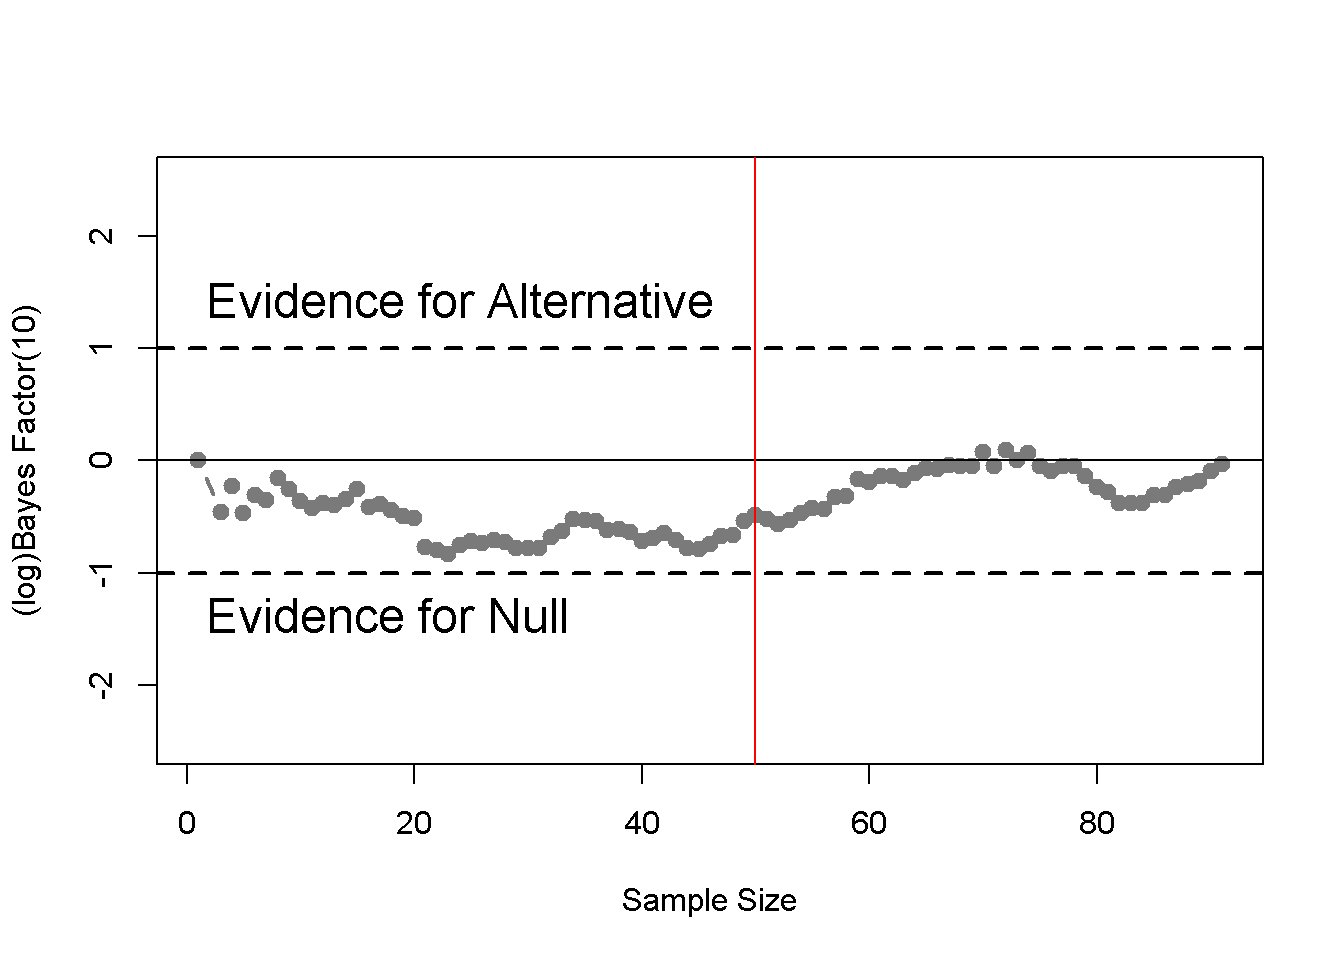 2
Evidence for Alternative
1
(log)Bayes Factor(10)
0
-1
Evidence for Null
-2
0 20 40 60 80
Sample Size